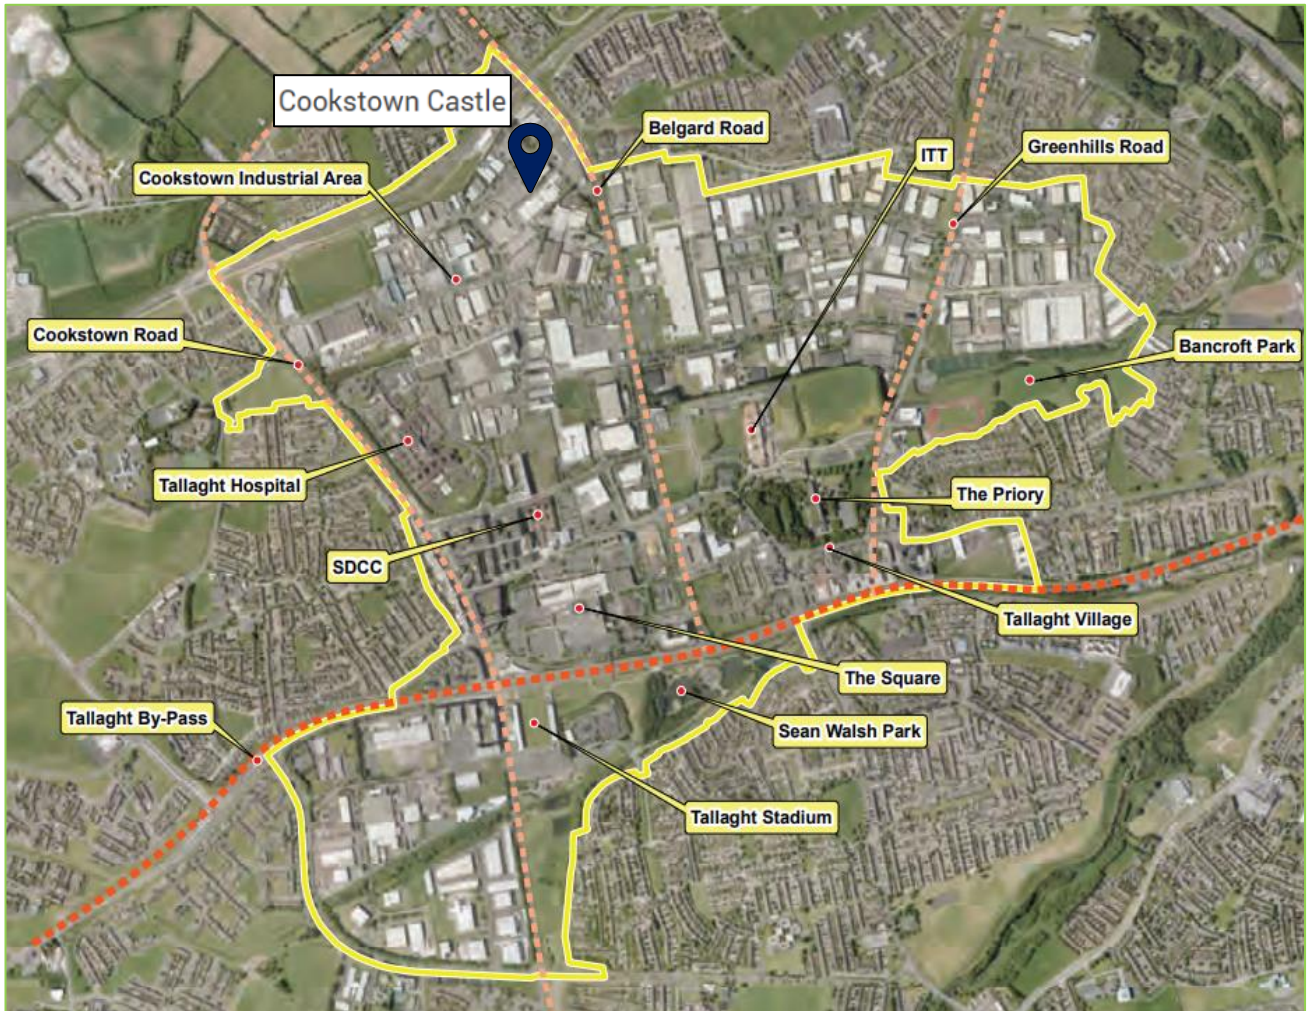 Cookstown Castle
Belgard Road
ITT
Greenhills Road
Cookstown Industrial Area
Cookstown Road
Bancroft Park
Tallaght Hospital
The Priory
SDCC
Tallaght Village
The Square
Tallaght By-Pass
Sean Walsh Park
Tallaght Stadium